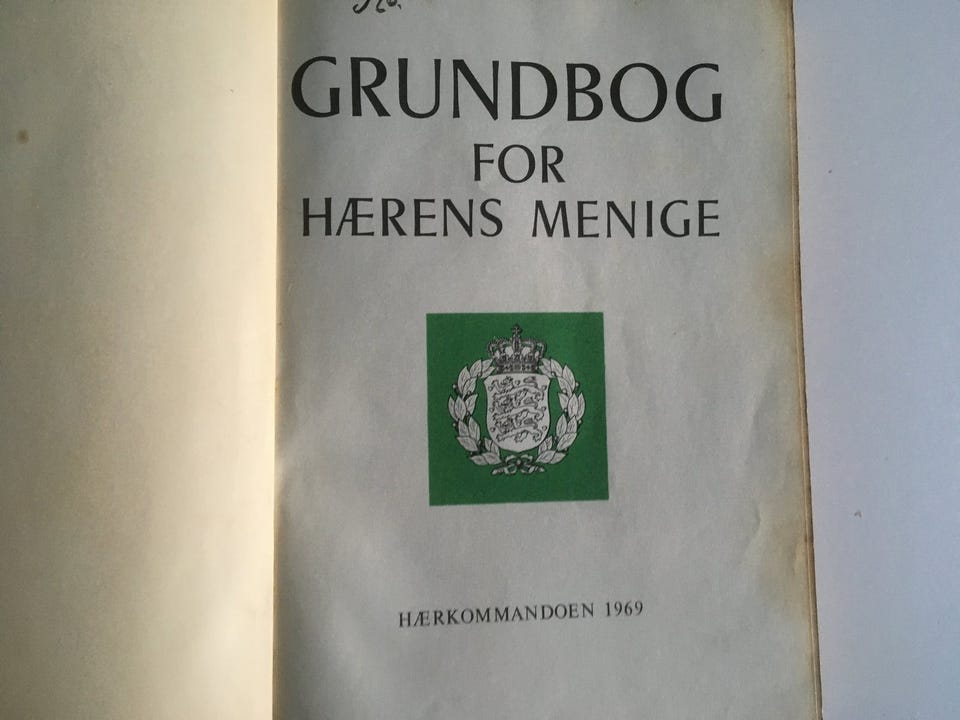 GRUNDBOG
FOR
HÆRENS MENIGE
HÆRKOMMANDOEN 1969